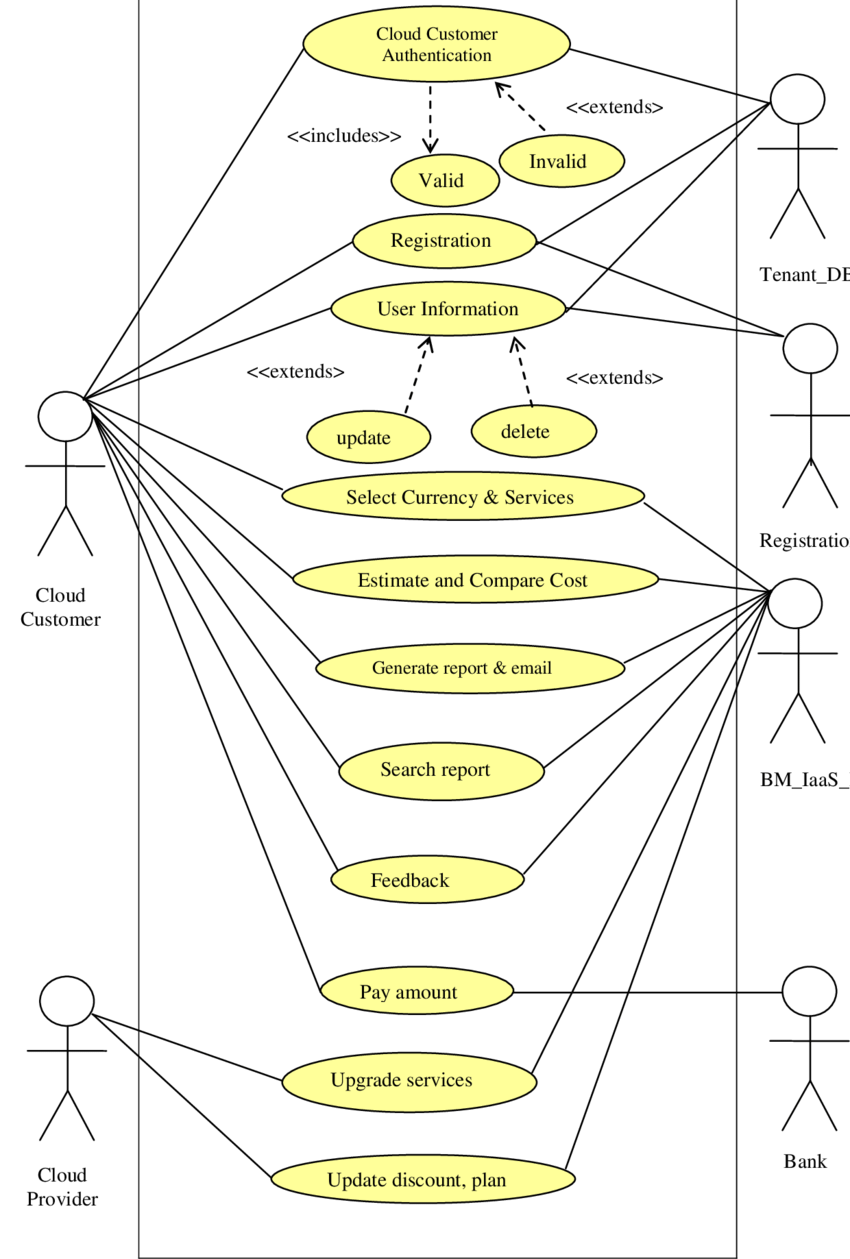 Cloud Customer
Authentication
<<extends>
<<includes>>
Invalid
Valid
Registration
Tenant_DB
User Information
<<extends>
<<extends>
update
delete
Select Currency & Services
Registratio
Estimate and Compare Cost
Cloud
Customer
Generate report & email
Search report
BM_IaaS_
Feedback
Pay amount
Upgrade services
Bank
Cloud
Provider
Update discount, plan